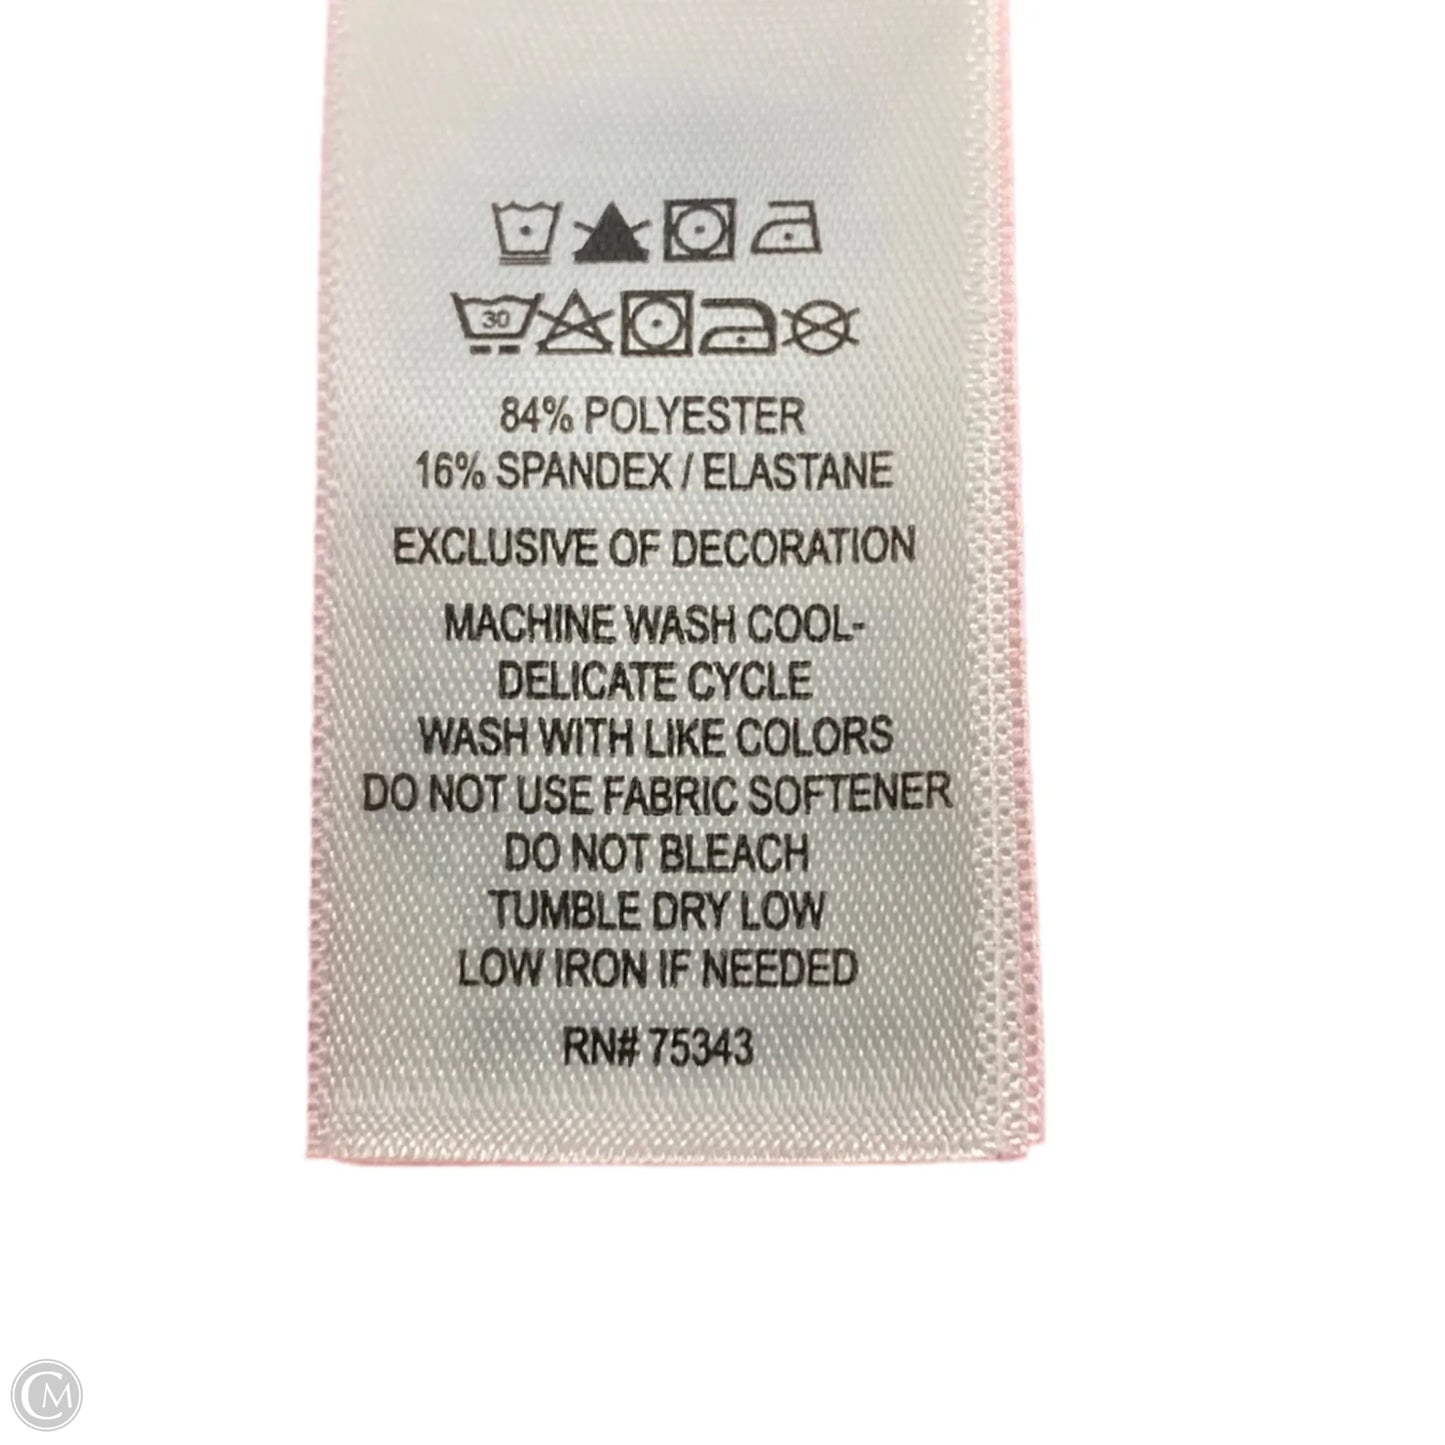 30
84% POLYESTER
16% SPANDEX / ELASTANE
EXCLUSIVE OF DECORATION
MACHINE WASH COOL-
DELICATE CYCLE
WASH WITH LIKE COLORS
DO NOT USE FABRIC SOFTENER
DO NOT BLEACH
TUMBLE DRY LOW
LOW IRON IF NEEDED
RN# 75343
CM